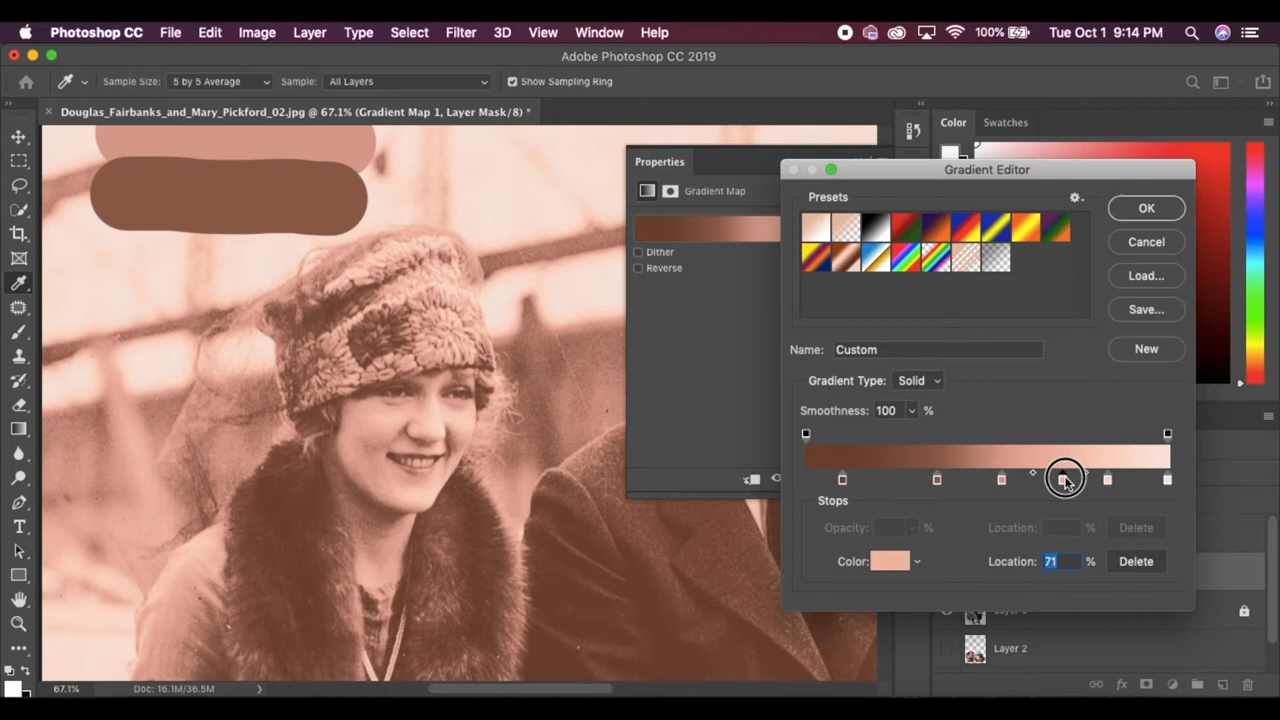 Photoshop CC File Edit Image Layer Type Select Filter 3D View Window Help 100% Tue Oct 1 9:14 PM
Adobe Photoshop CC 2019
Sample Size: 5 by 5 Average Sample: All Layers Show Sampling Ring
Douglas_Fairbanks_and_Mary_Pickford_02.jpg @ 67.1% (Gradient Map 1, Layer Mask/8) *
Color Swatches
Properties
Gradient Map
Dither
Reverse
Gradient Editor
Presets
OK
Cancel
Load...
Save...
Name: Custom
New
Gradient Type: Solid
Smoothness: 100 %
Stops
Opacity: % Location: % Delete
Color: Location: 71 % Delete
Layer 2
67.1% Doc: 16.1M/36.5M